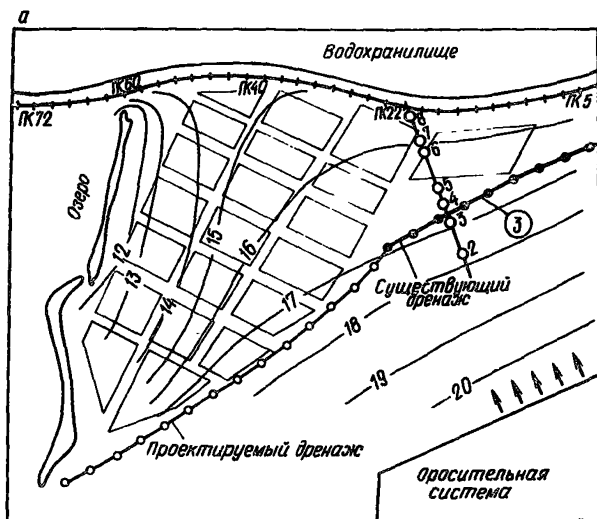 а
Водохранилище
ПК60
ПК40
ПК72
ПК22
ПК5
8
7
6
5
4
3
2
3
Озеро
12
13
14
15
16
17
18
19
20
Существующий
дренаж
Проектируемый дренаж
Оросительная
система